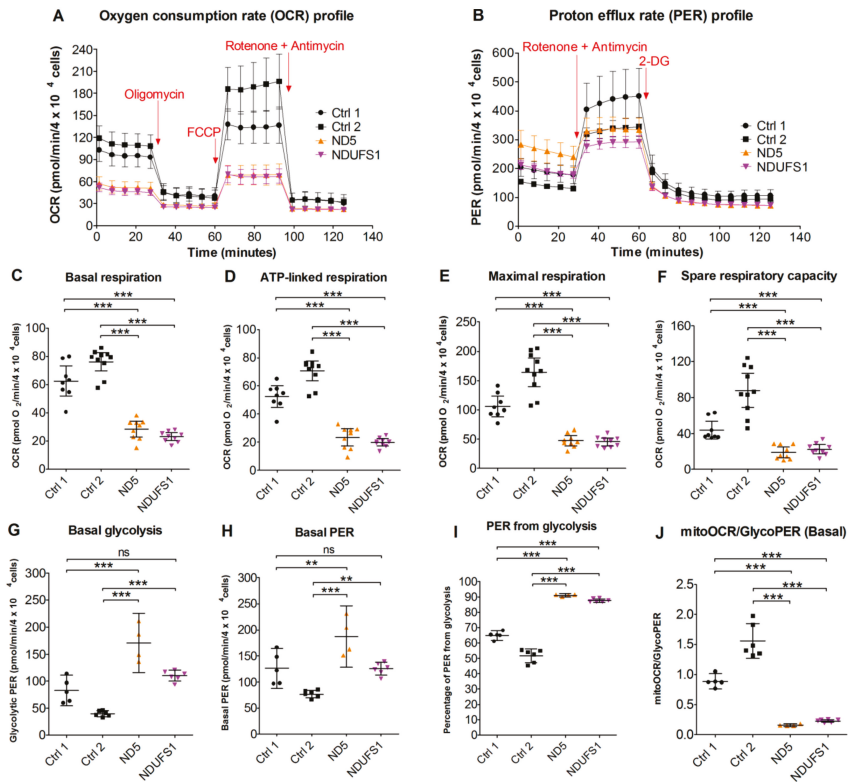 A Oxygen consumption rate (OCR) profile
OCR (pmol/min/4 x 10 4cells)
240
210
180
150
120
90
60
30
0
0 20 40 60 80 100 120 140
Time (minutes)
Oligomycin
FCCP
Rotenone + Antimycin
Ctrl 1
Ctrl 2
ND5
NDUFS1
B Proton efflux rate (PER) profile
PER (pmol/min/4 x 10 4cells)
600
500
400
300
200
100
0
0 20 40 60 80 100 120 140
Time (minutes)
Rotenone + Antimycin
2-DG
Ctrl 1
Ctrl 2
ND5
NDUFS1
C Basal respiration
***
***
***
***
OCR (pmol O 2/min/4 x 10 4 cells)
100
80
60
40
20
0
Ctrl 1 Ctrl 2 ND5 NDUFS1
D ATP-linked respiration
***
***
***
***
OCR (pmol O 2/min/4 x 10 4 cells)
100
80
60
40
20
0
Ctrl 1 Ctrl 2 ND5 NDUFS1
E Maximal respiration
***
***
***
***
OCR (pmol O 2/min/4 x 10 4 cells)
250
200
150
100
50
0
Ctrl 1 Ctrl 2 ND5 NDUFS1
F Spare respiratory capacity
***
***
***
***
OCR (pmol O 2/min/4 x 10 4 cells)
160
120
80
40
0
Ctrl 1 Ctrl 2 ND5 NDUFS1
G Basal glycolysis
ns
***
***
***
Glycolytic PER (pmol/min/4 x 10 4cells)
300
250
200
150
100
50
0
Ctrl 1 Ctrl 2 ND5 NDUFS1
H Basal PER
ns
**
**
***
Basal PER (pmol/min/4 x 10 4cells)
300
250
200
150
100
50
0
Ctrl 1 Ctrl 2 ND5 NDUFS1
I PER from glycolysis
***
***
***
***
Percentage of PER from glycolysis
100
90
80
70
60
50
40
30
20
10
0
Ctrl 1 Ctrl 2 ND5 NDUFS1
J mitoOCR/GlycoPER (Basal)
***
***
***
***
mitoOCR/GlycoPER
2.5
2.0
1.5
1.0
0.5
0.0
Ctrl 1 Ctrl 2 ND5 NDUFS1